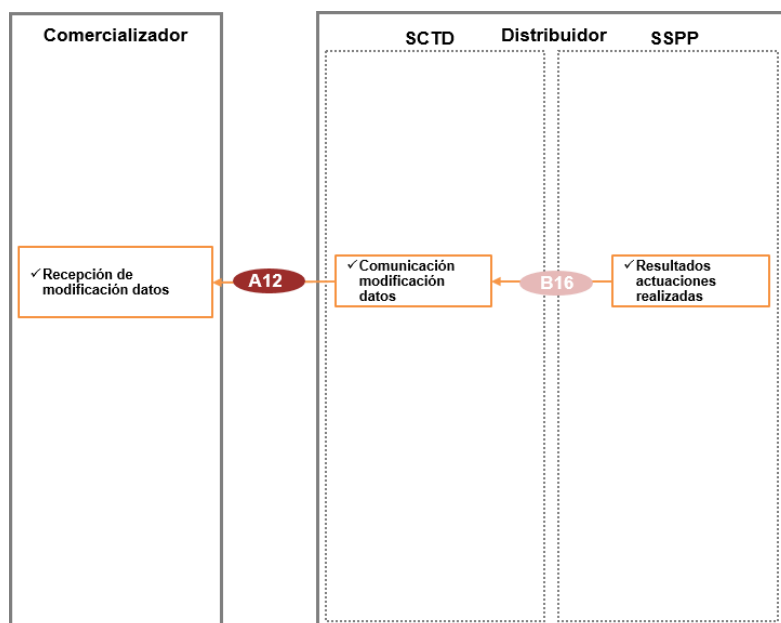 Comercializador
SCTD
Distribuidor
SSPP
✓Recepción de
modificación datos
A12
✓Comunicación
modificación
datos
B16
✓Resultados
actuaciones
realizadas